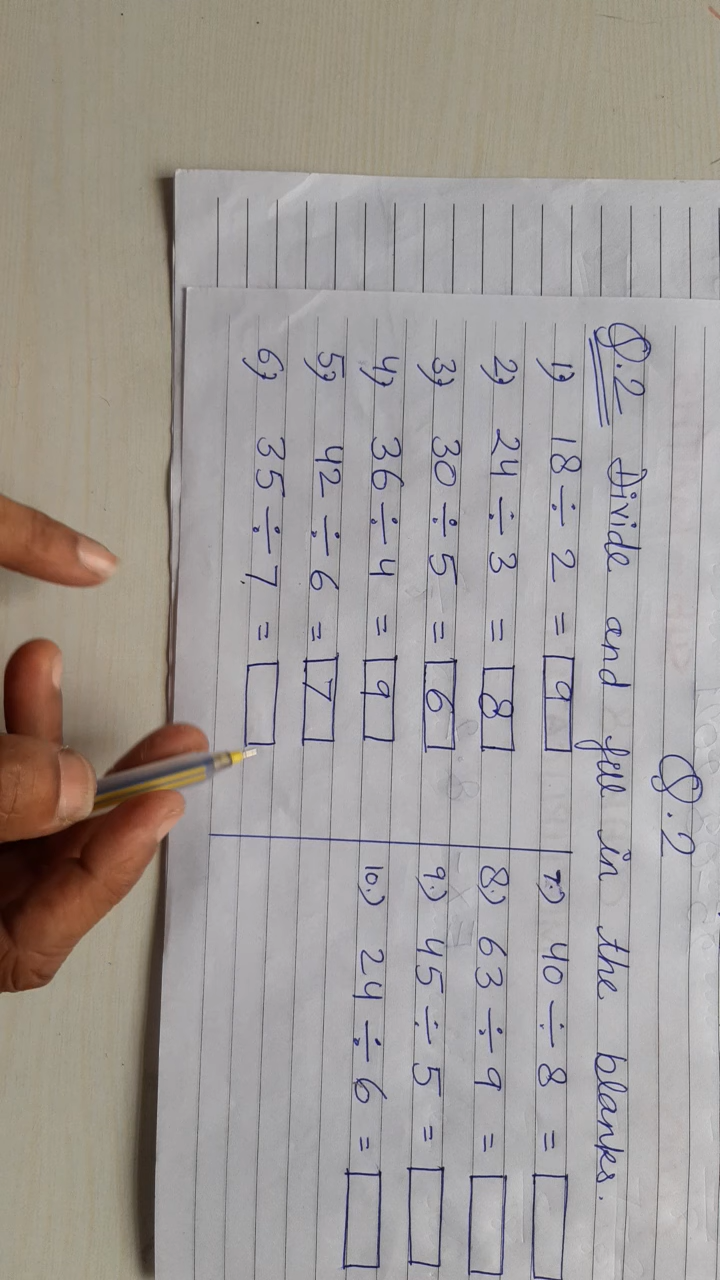 Q.2
Q.2 Divide and fill in the blanks.
1) 18 ÷ 2 = 9
2) 24 ÷ 3 = 8
3) 30 ÷ 5 = 6
4) 36 ÷ 4 = 9
5) 42 ÷ 6 = 7
6) 35 ÷ 7 =
7.) 40 ÷ 8 =
8.) 63 ÷ 9 =
9.) 45 ÷ 5 =
10.) 24 ÷ 6 =